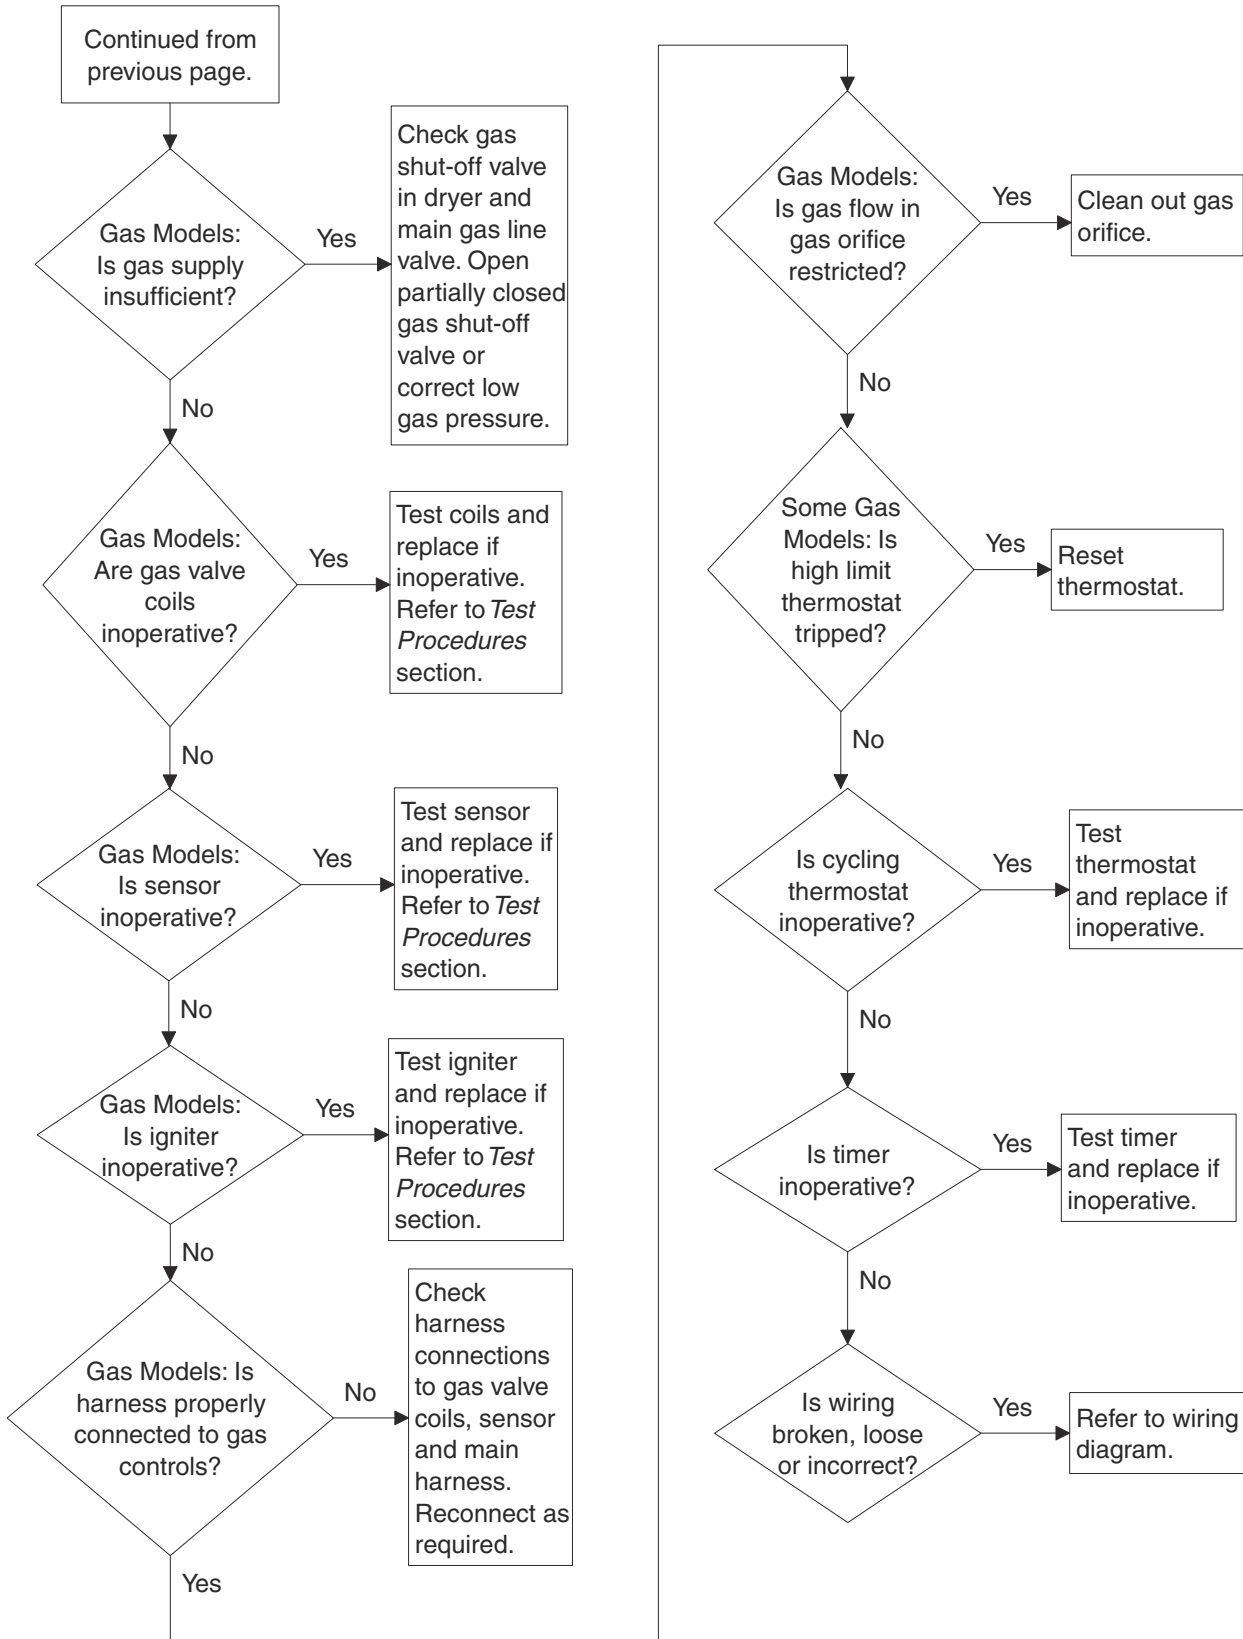 Continued from
previous page.
Gas Models:
Is gas supply
insufficient?
Yes
Check gas
shut-off valve
in dryer and
main gas line
valve. Open
partially closed
gas shut-off
valve or
correct low
gas pressure.
No
Gas Models:
Are gas valve
coils
inoperative?
Yes
Test coils and
replace if
inoperative.
Refer to Test
Procedures
section.
No
Gas Models:
Is sensor
inoperative?
Yes
Test sensor
and replace if
inoperative.
Refer to Test
Procedures
section.
No
Gas Models:
Is igniter
inoperative?
Yes
Test igniter
and replace if
inoperative.
Refer to Test
Procedures
section.
No
Gas Models: Is
harness properly
connected to gas
controls?
No
Check
harness
connections
to gas valve
coils, sensor
and main
harness.
Reconnect as
required.
Yes
Gas Models:
Is gas flow in
gas orifice
restricted?
Yes
Clean out gas
orifice.
No
Some Gas
Models: Is
high limit
thermostat
tripped?
Yes
Reset
thermostat.
No
Is cycling
thermostat
inoperative?
Yes
Test
thermostat
and replace if
inoperative.
No
Is timer
inoperative?
Yes
Test timer
and replace if
inoperative.
No
Is wiring
broken, loose
or incorrect?
Yes
Refer to wiring
diagram.